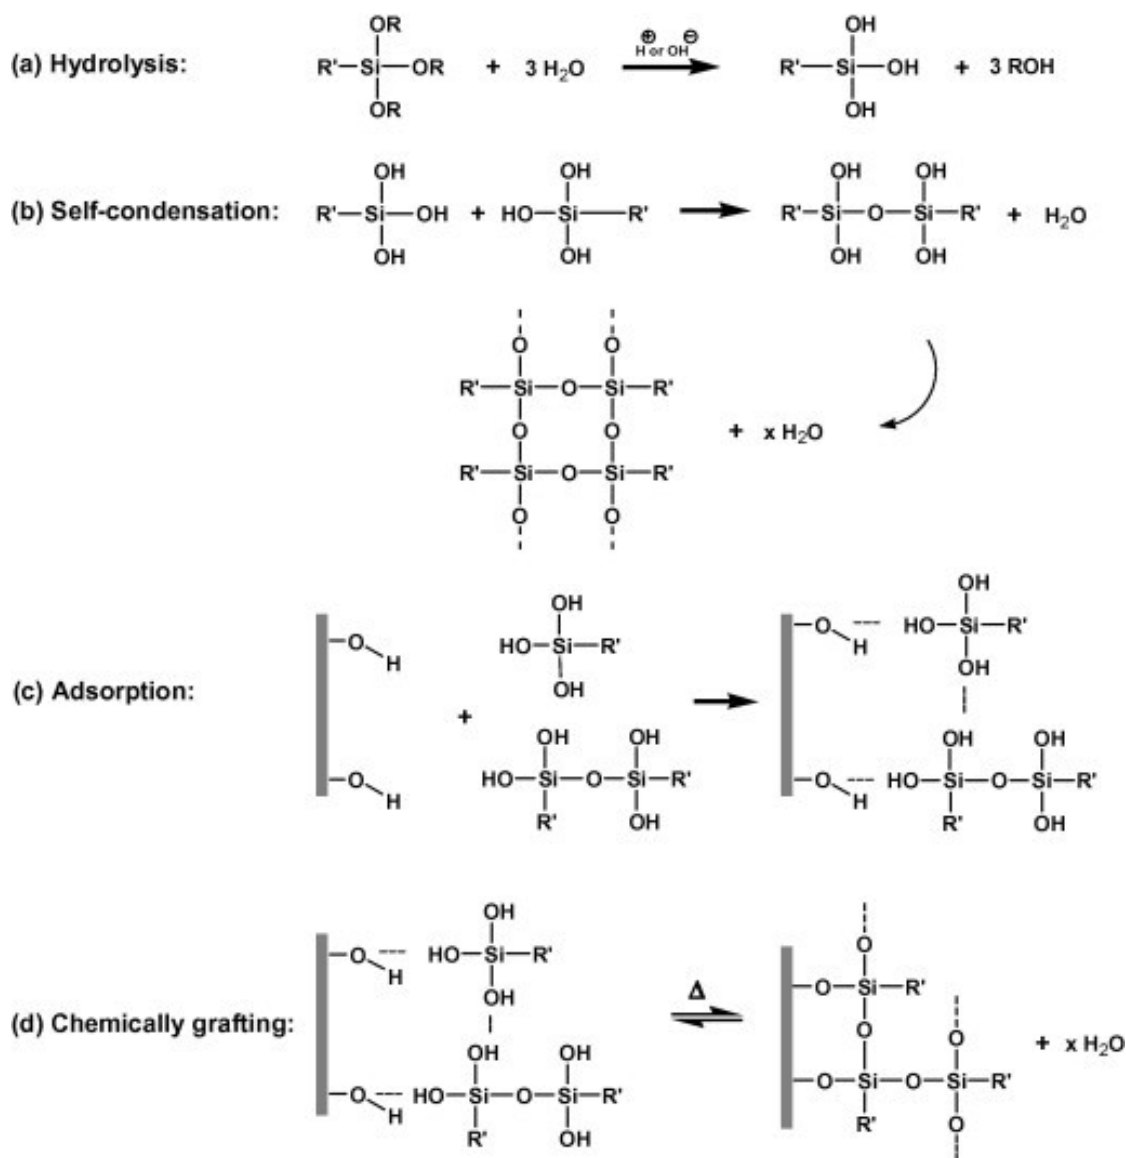 OR
(a) Hydrolysis: R' Si OR + 3 H₂O ⊕ H or OH ⊖ OH R' Si OH + 3 ROH
OR OH
OH OH OH OH
(b) Self-condensation: R' Si OH + HO Si R' R' Si O Si R' + H₂O
OH OH OH OH
O O
R' Si O Si R'
O O + x H₂O
R' Si O Si R'
O O
OH OH
O H HO Si R' O H HO Si R'
OH OH
(c) Adsorption: +
OH OH OH OH
O H HO Si O Si R' O H HO Si O Si R'
R' OH R' OH
OH O
O H HO Si R' O Si R'
OH Δ O O
(d) Chemically grafting: + x H₂O
OH OH
O H HO Si O Si R' O Si O Si R'
R' OH R' O